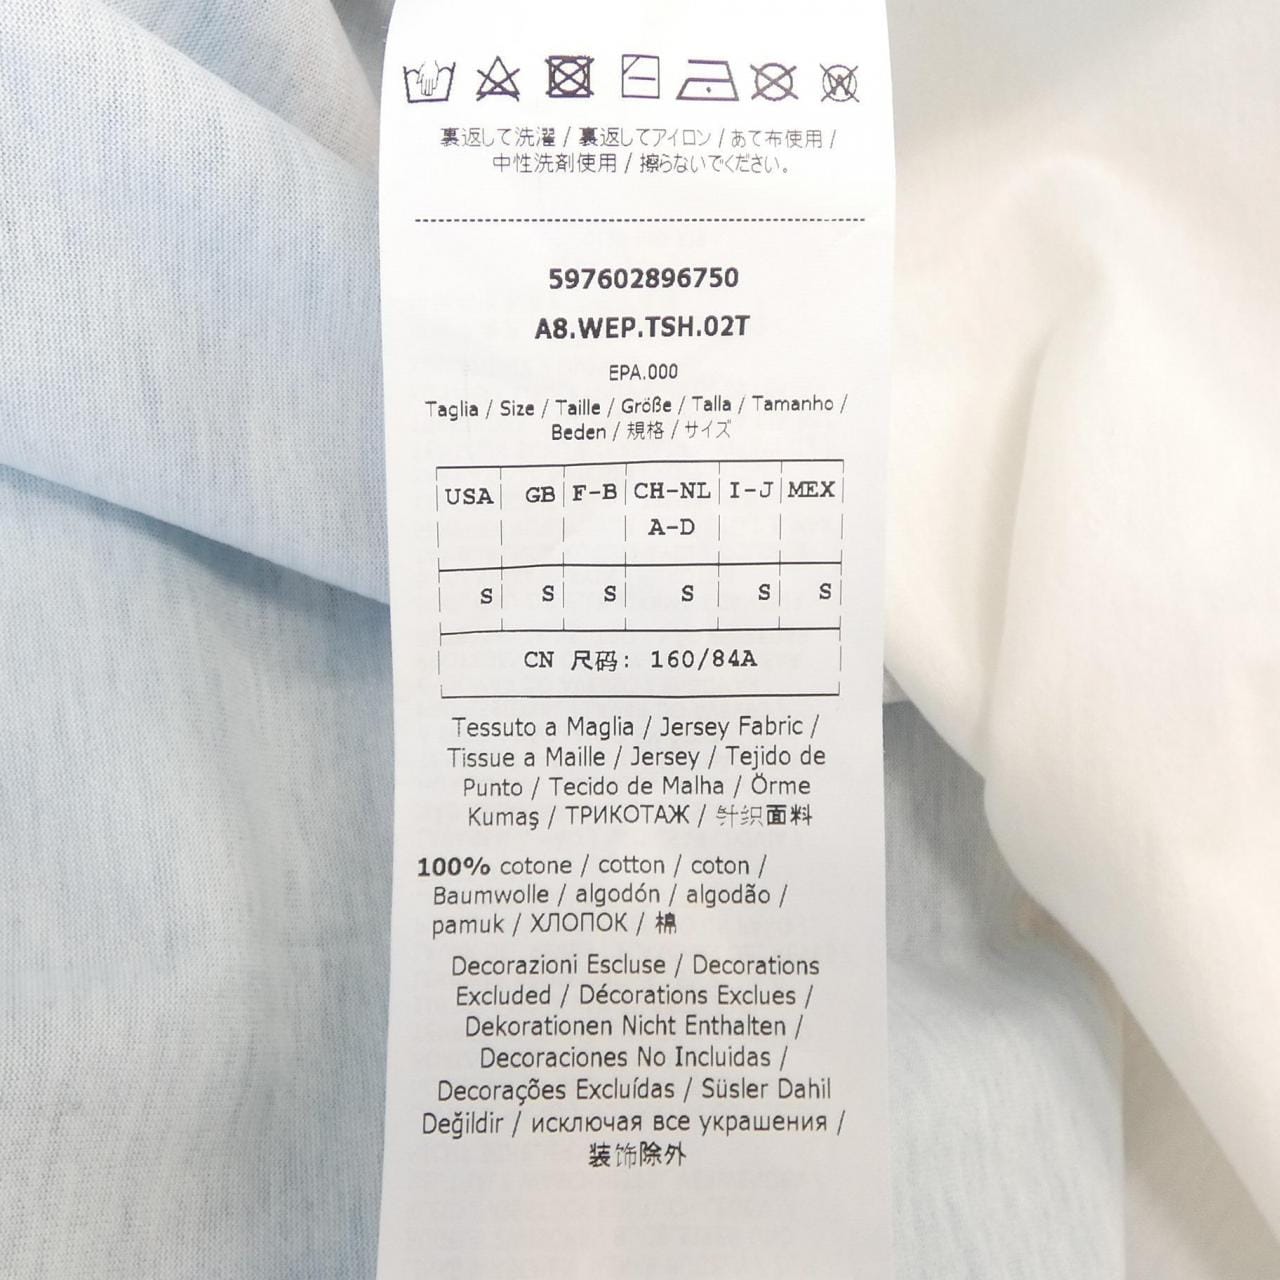 裏返して洗濯 / 裏返してアイロン / あて布使用 /
中性洗剤使用 / 擦らないでください。
597602896750
A8.WEP.TSH.02T
EPA.000
Taglia / Size / Taille / Größe / Talla / Tamanho /
Beden / 規格 / サイズ
USA GB F-B CH-NL I-J MEX
A-D
S S S S S S
CN 尺码: 160/84A
Tessuto a Maglia / Jersey Fabric /
Tissue a Maille / Jersey / Tejido de
Punto / Tecido de Malha / Örme
Kumaş / ТРИКОТАЖ / 针织面料
100% cotone / cotton / coton /
Baumwolle / algodón / algodão /
pamuk / ХЛОПОК / 棉
Decorazioni Escluse / Decorations
Excluded / Décorations Exclues /
Dekorationen Nicht Enthalten /
Decoraciones No Incluidas /
Decorações Excluídas / Süsler Dahil
Değildir / исключая все украшения /
装饰除外